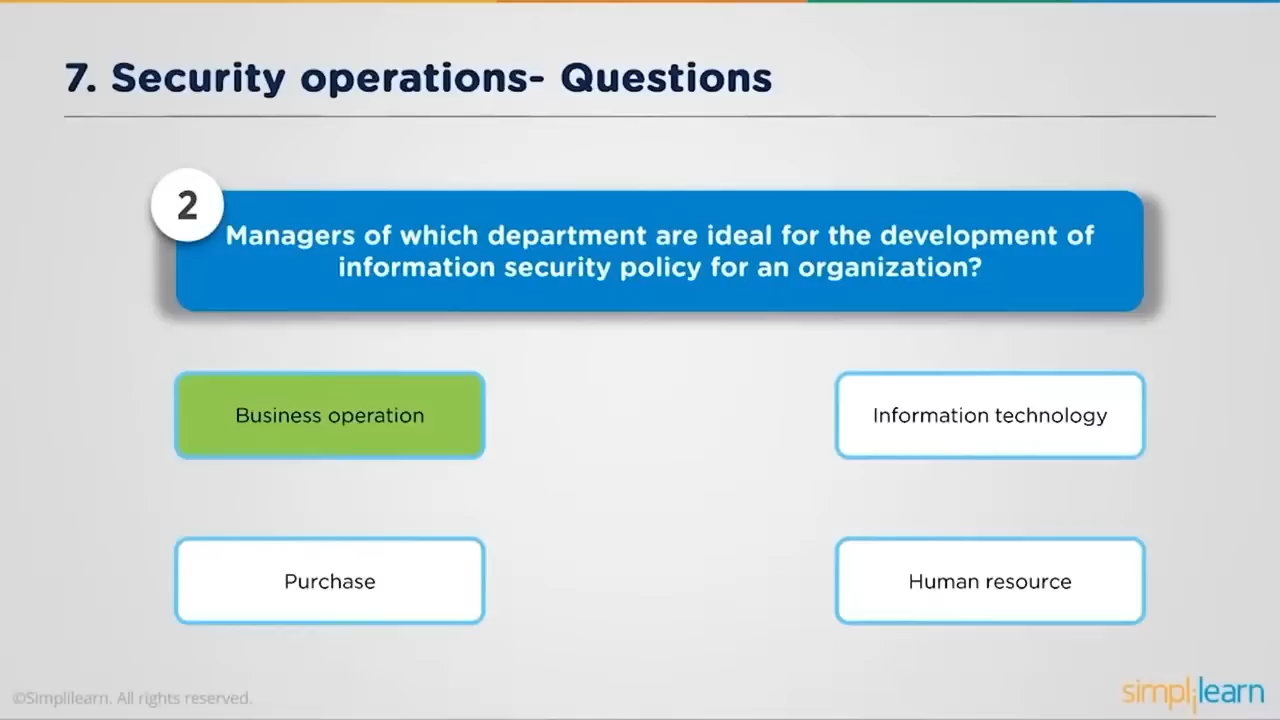 7. Security operations- Questions
2
Managers of which department are ideal for the development of
information security policy for an organization?
Business operation
Information technology
Purchase
Human resource
©Simplilearn. All rights reserved.
simplilearn